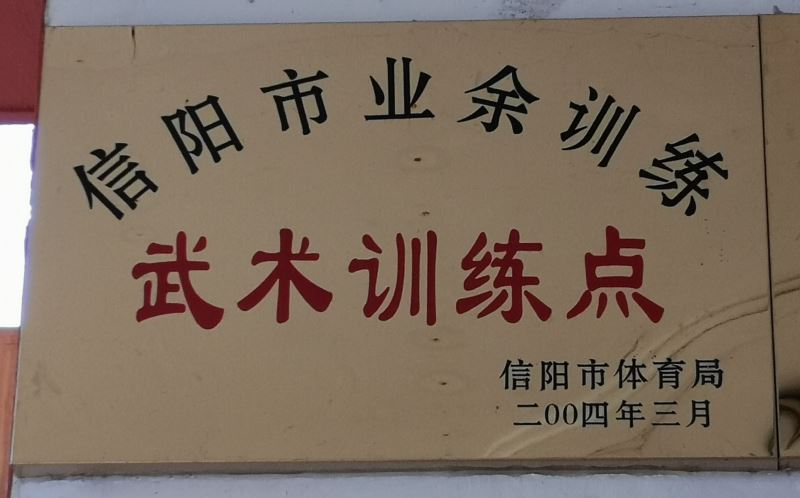 信阳市业余训练
武术训练点
信阳市体育局
二00四年三月